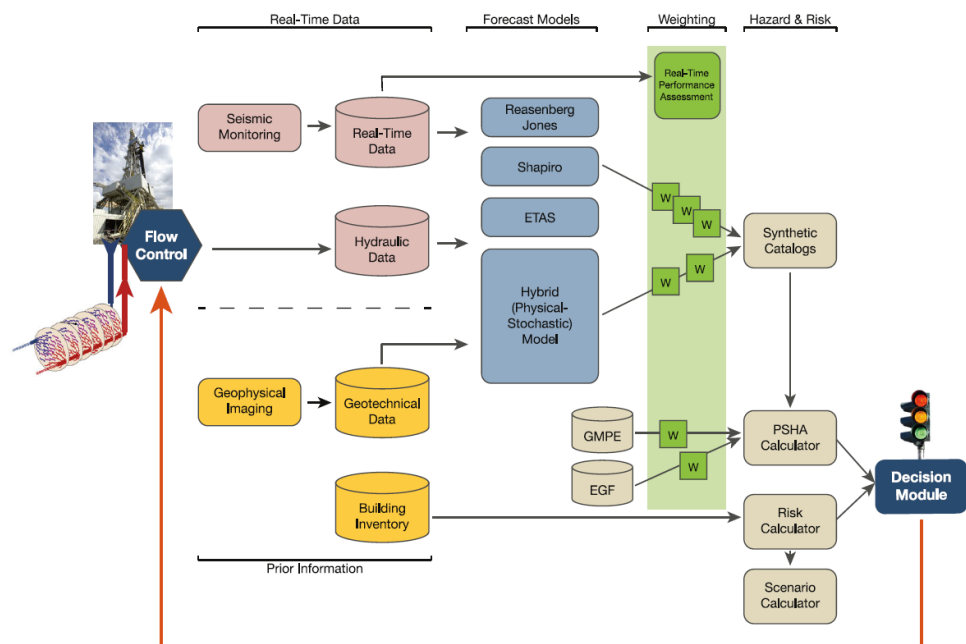 Real-Time Data
Forecast Models
Weighting
Hazard & Risk
Seismic
Monitoring
Real-Time
Data
Reasenberg
Jones
Real-Time
Performance
Assessment
Shapiro
W
W
W
Flow
Control
Hydraulic
Data
ETAS
Synthetic
Catalogs
W
W
Hybrid
(Physical-
Stochastic)
Model
Geophysical
Imaging
Geotechnical
Data
GMPE
W
PSHA
Calculator
EGF
W
Decision
Module
Building
Inventory
Risk
Calculator
Prior Information
Scenario
Calculator